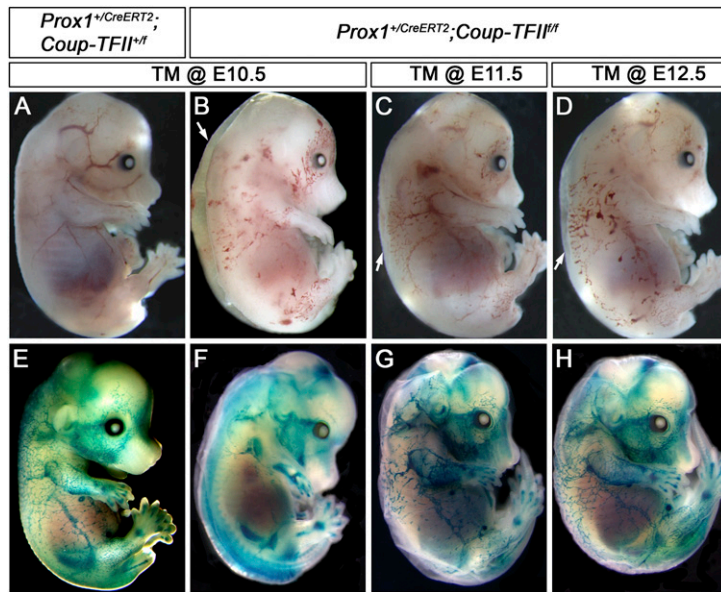 Prox1+/CreERT2;
Coup-TFII+/f
Prox1+/CreERT2;Coup-TFIIf/f
TM @ E10.5
TM @ E11.5
TM @ E12.5
A
B
C
D
E
F
G
H